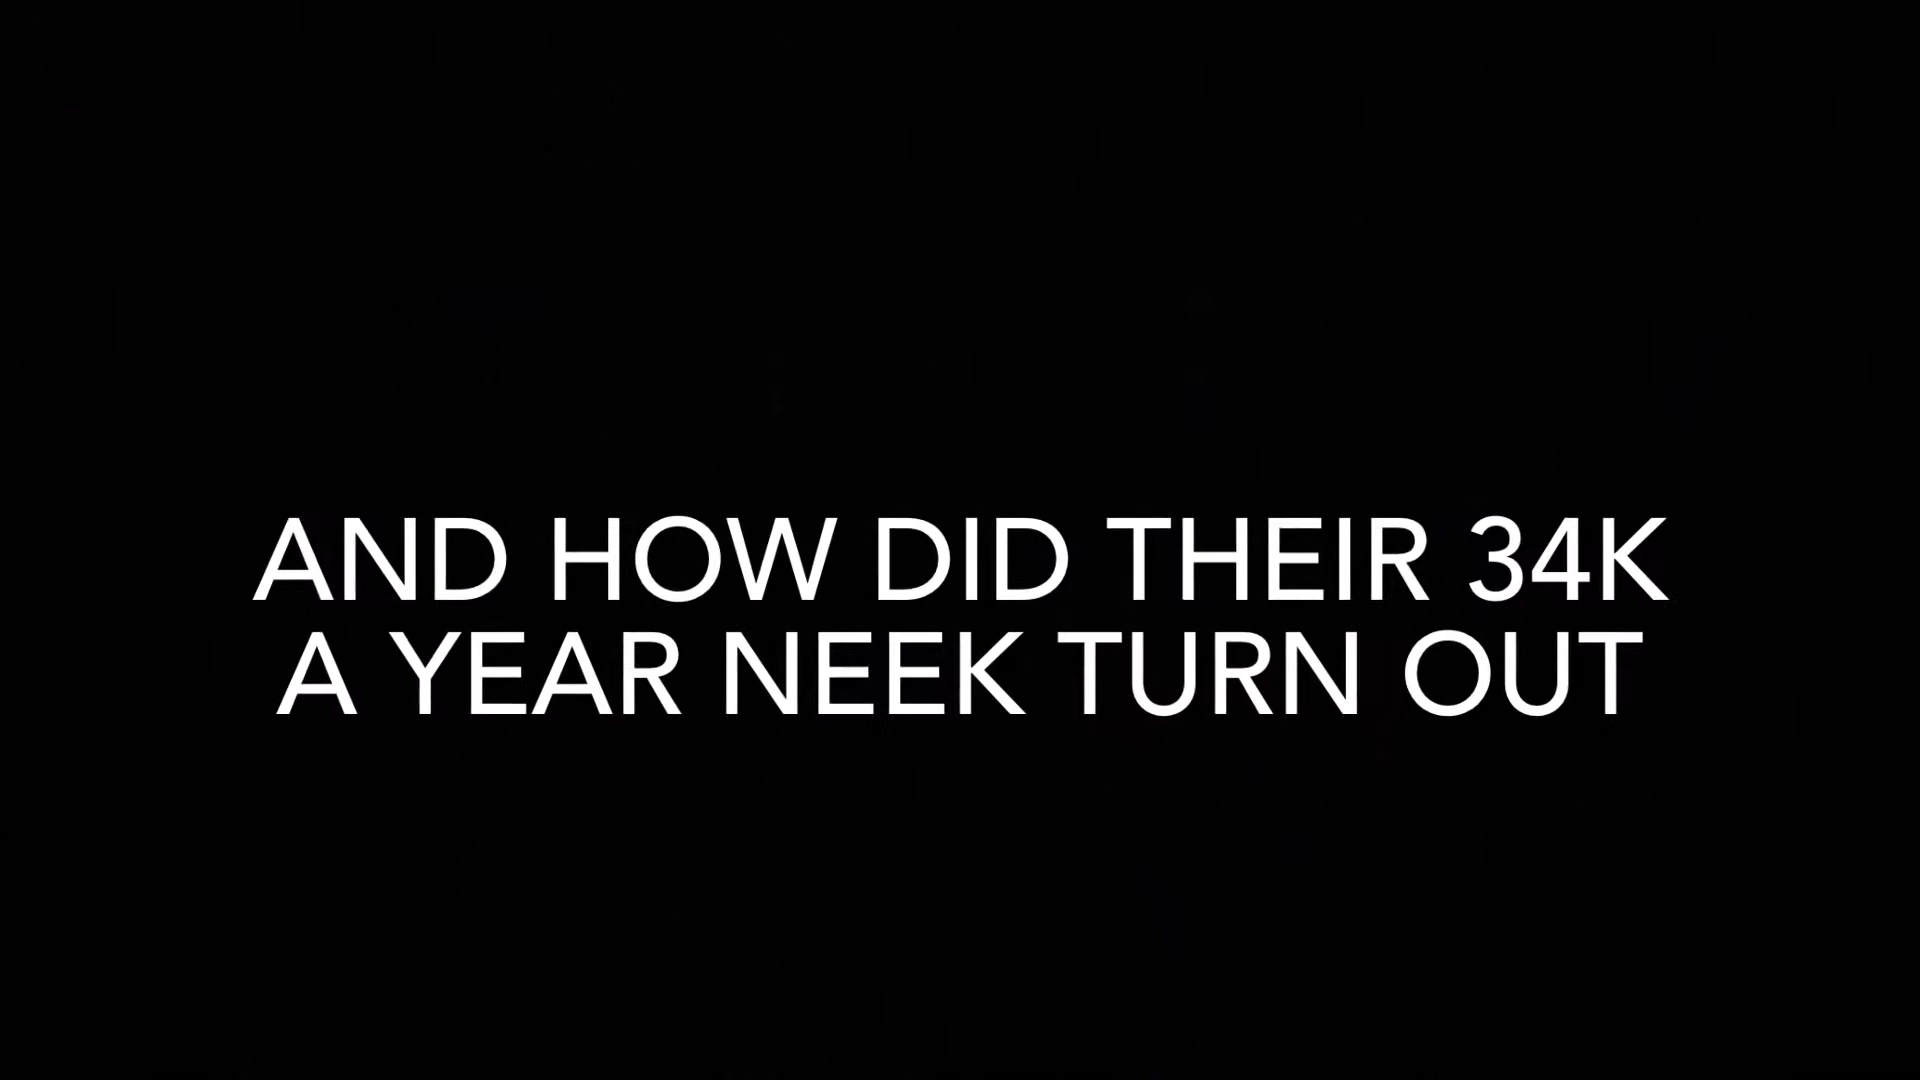 AND HOW DID THEIR 34K
A YEAR NEEK TURN OUT